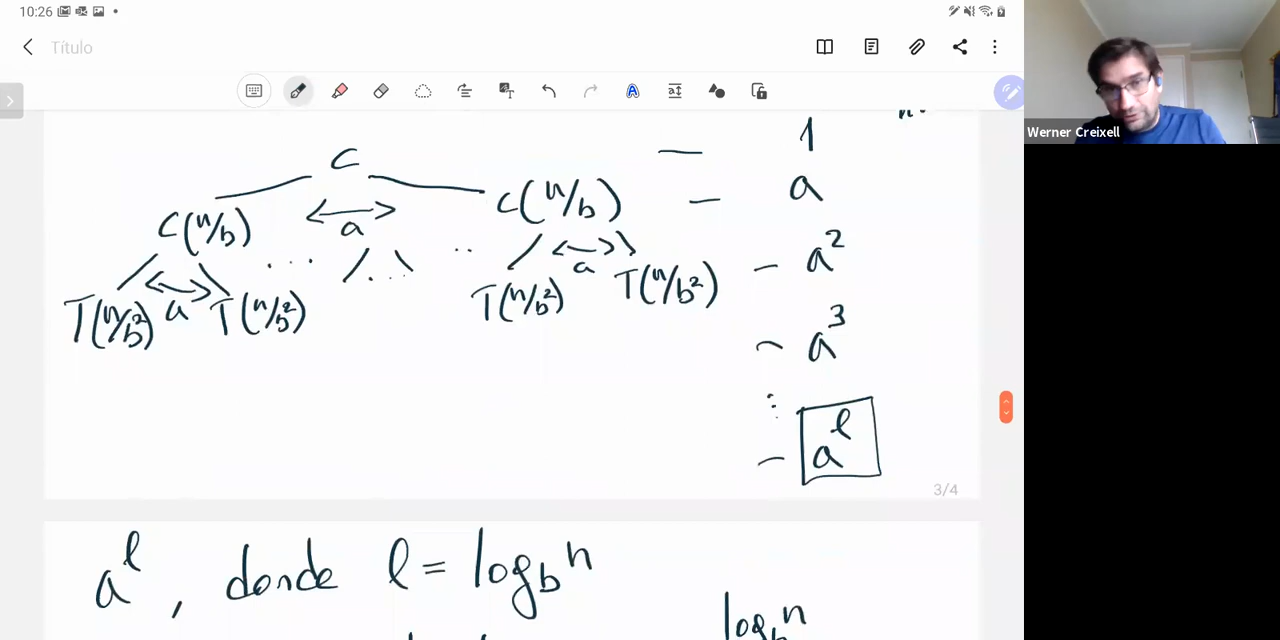 10:26
Título
Werner Creixell
1
C
C(n/b) a C(n/b) - a
T(n/b²) a T(n/b²) ... T(n/b²) a T(n/b²) - a²
- a³
- a^ℓ
3/4
a^ℓ, donde ℓ = log_b n
log_b n